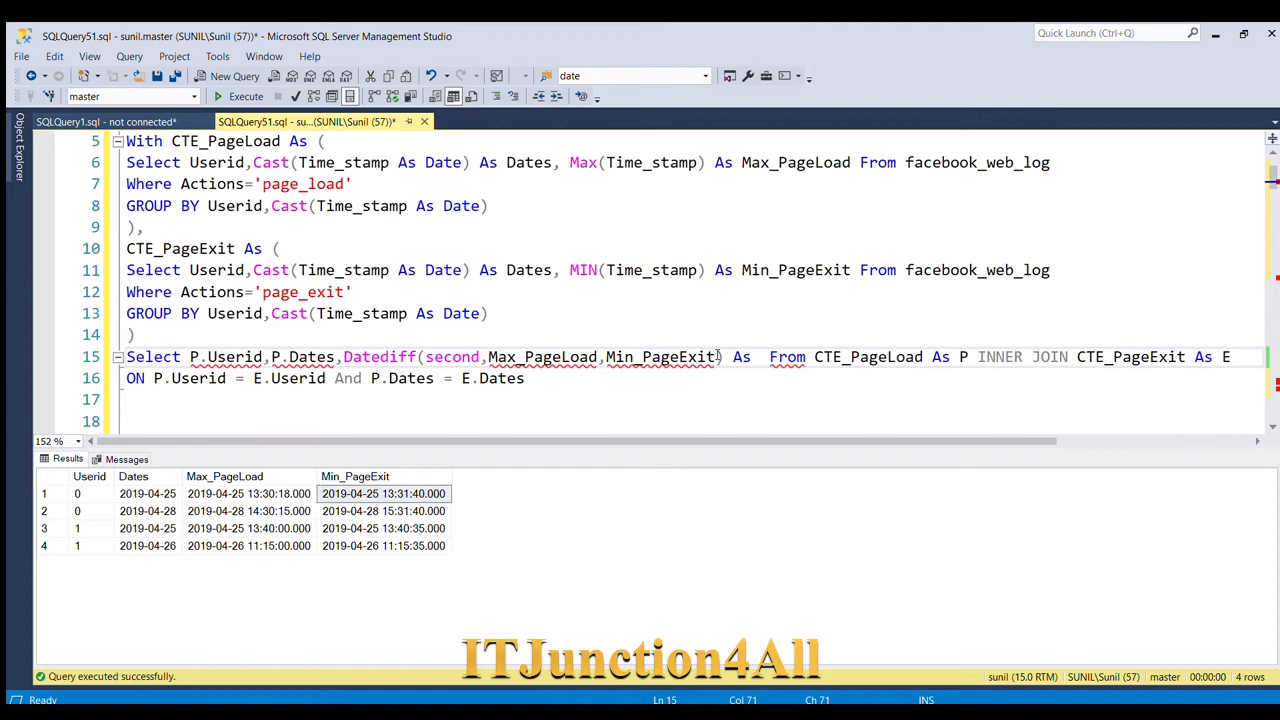 SQLQuery51.sql - sunil.master (SUNIL\Sunil (57))* - Microsoft SQL Server Management Studio
Quick Launch (Ctrl+Q)
File Edit View Query Project Tools Window Help
New Query
date
master
Execute
SQLQuery1.sql - not connected*
SQLQuery51.sql - su...(SUNIL\Sunil (57))*
Object Explorer
5 With CTE_PageLoad As (
6 Select Userid,Cast(Time_stamp As Date) As Dates, Max(Time_stamp) As Max_PageLoad From facebook_web_log
7 Where Actions='page_load'
8 GROUP BY Userid,Cast(Time_stamp As Date)
9 ),
10 CTE_PageExit As (
11 Select Userid,Cast(Time_stamp As Date) As Dates, MIN(Time_stamp) As Min_PageExit From facebook_web_log
12 Where Actions='page_exit'
13 GROUP BY Userid,Cast(Time_stamp As Date)
14 )
15 Select P.Userid,P.Dates,Datediff(second,Max_PageLoad,Min_PageExit) As  From CTE_PageLoad As P INNER JOIN CTE_PageExit As E
16 ON P.Userid = E.Userid And P.Dates = E.Dates
17
18
152 %
Results Messages
Userid Dates Max_PageLoad Min_PageExit
1 0 2019-04-25 2019-04-25 13:30:18.000 2019-04-25 13:31:40.000
2 0 2019-04-28 2019-04-28 14:30:15.000 2019-04-28 15:31:40.000
3 1 2019-04-25 2019-04-25 13:40:00.000 2019-04-25 13:40:35.000
4 1 2019-04-26 2019-04-26 11:15:00.000 2019-04-26 11:15:35.000
ITJunction4All
Query executed successfully.
sunil (15.0 RTM) SUNIL\Sunil (57) master 00:00:00 4 rows
Ready
Ln 15 Col 71 Ch 71 INS